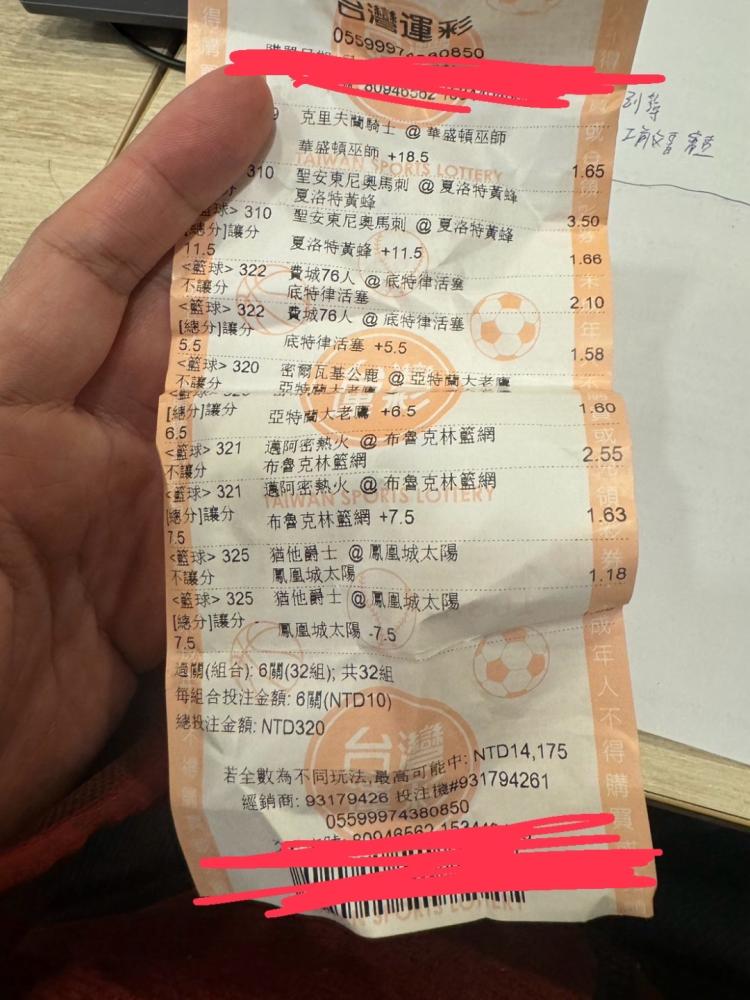 台灣運彩
05599974380850
9 克里夫蘭騎士 @ 華盛頓巫師
華盛頓巫師 +18.5
TAIWAN SPORTS LOTTERY
1.65
310 聖安東尼奧馬刺 @ 夏洛特黃蜂
夏洛特黃蜂
3.50
<籃球> 310 聖安東尼奧馬刺 @ 夏洛特黃蜂
[總分]讓分
11.5 夏洛特黃蜂 +11.5
1.66
<籃球> 322 費城76人 @ 底特律活塞
不讓分 底特律活塞
2.10
<籃球> 322 費城76人 @ 底特律活塞
[總分]讓分
5.5 底特律活塞 +5.5
1.58
<籃球> 320 密爾瓦基公鹿 @ 亞特蘭大老鷹
不讓分 亞特蘭大老鷹
[總分]讓分 亞特蘭大老鷹 +6.5 1.60
6.5
<籃球> 321 邁阿密熱火 @ 布魯克林籃網
不讓分 布魯克林籃網 2.55
<籃球> 321 邁阿密熱火 @ 布魯克林籃網
TAIWAN SPORTS LOTTERY
[總分]讓分 布魯克林籃網 +7.5 1.63
7.5
<籃球> 325 猶他爵士 @ 鳳凰城太陽
不讓分 鳳凰城太陽 1.18
<籃球> 325 猶他爵士 @ 鳳凰城太陽
[總分]讓分
7.5 鳳凰城太陽 -7.5
過關(組合): 6關(32組); 共32組
每組合投注金額: 6關(NTD10)
總投注金額: NTD320
若全數為不同玩法,最高可能中: NTD14,175
經銷商: 93179426 投注機#931794261
05599974380850
SPORTS LOTTERY